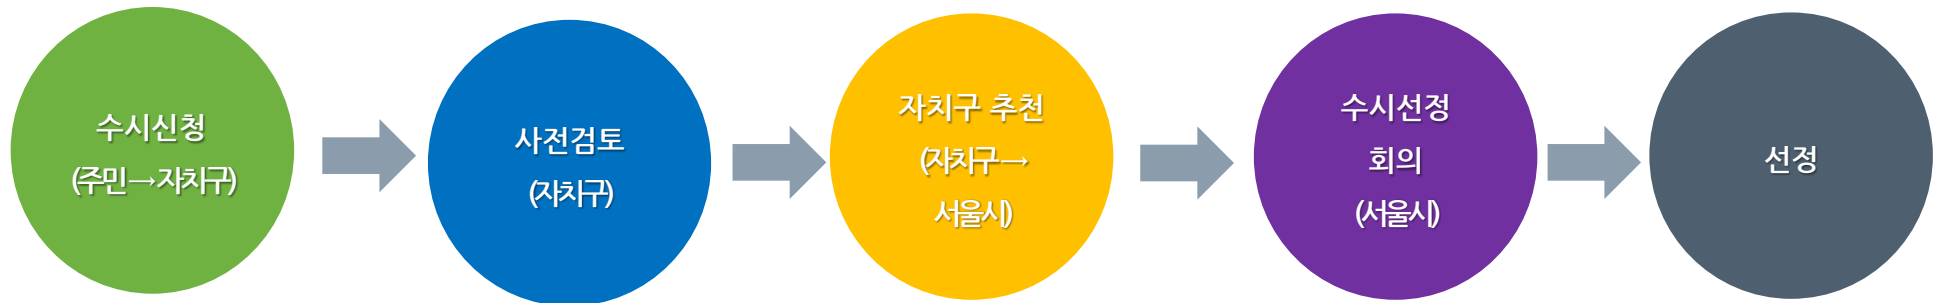 수시신청
(주민→자치구)
사전검토
(자치구)
자치구 추천
(자치구→
서울시)
수시선정
회의
(서울시)
선정